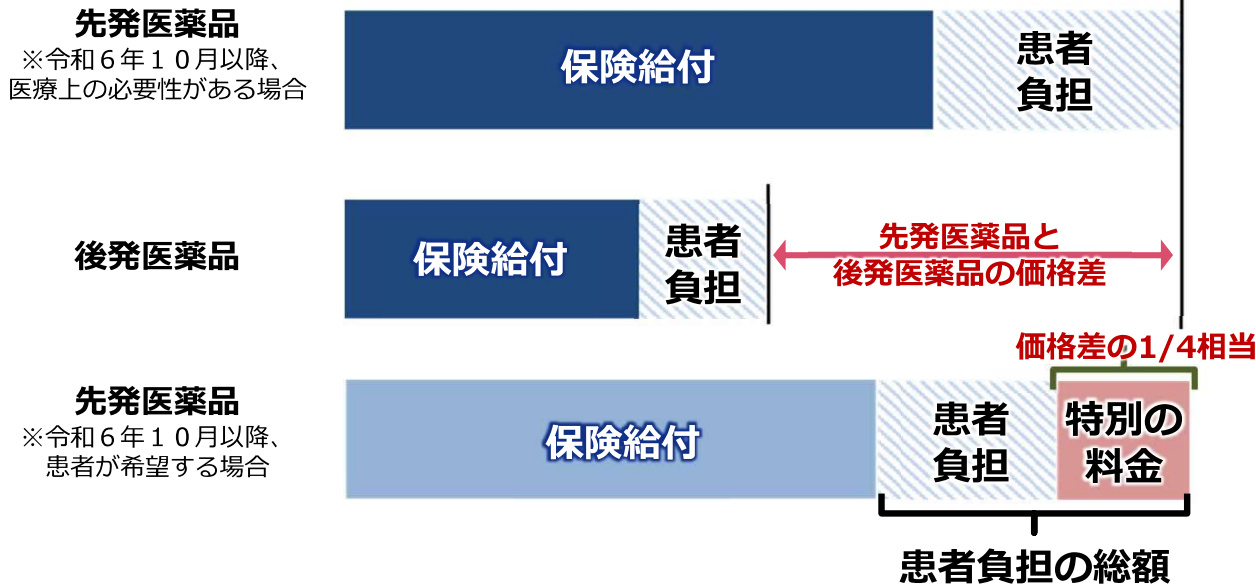 先発医薬品
※令和６年１０月以降、
医療上の必要性がある場合
保険給付
患者
負担
後発医薬品
保険給付
患者
負担
先発医薬品と
後発医薬品の価格差
価格差の1/4相当
先発医薬品
※令和６年１０月以降、
患者が希望する場合
保険給付
患者
負担
特別の
料金
患者負担の総額